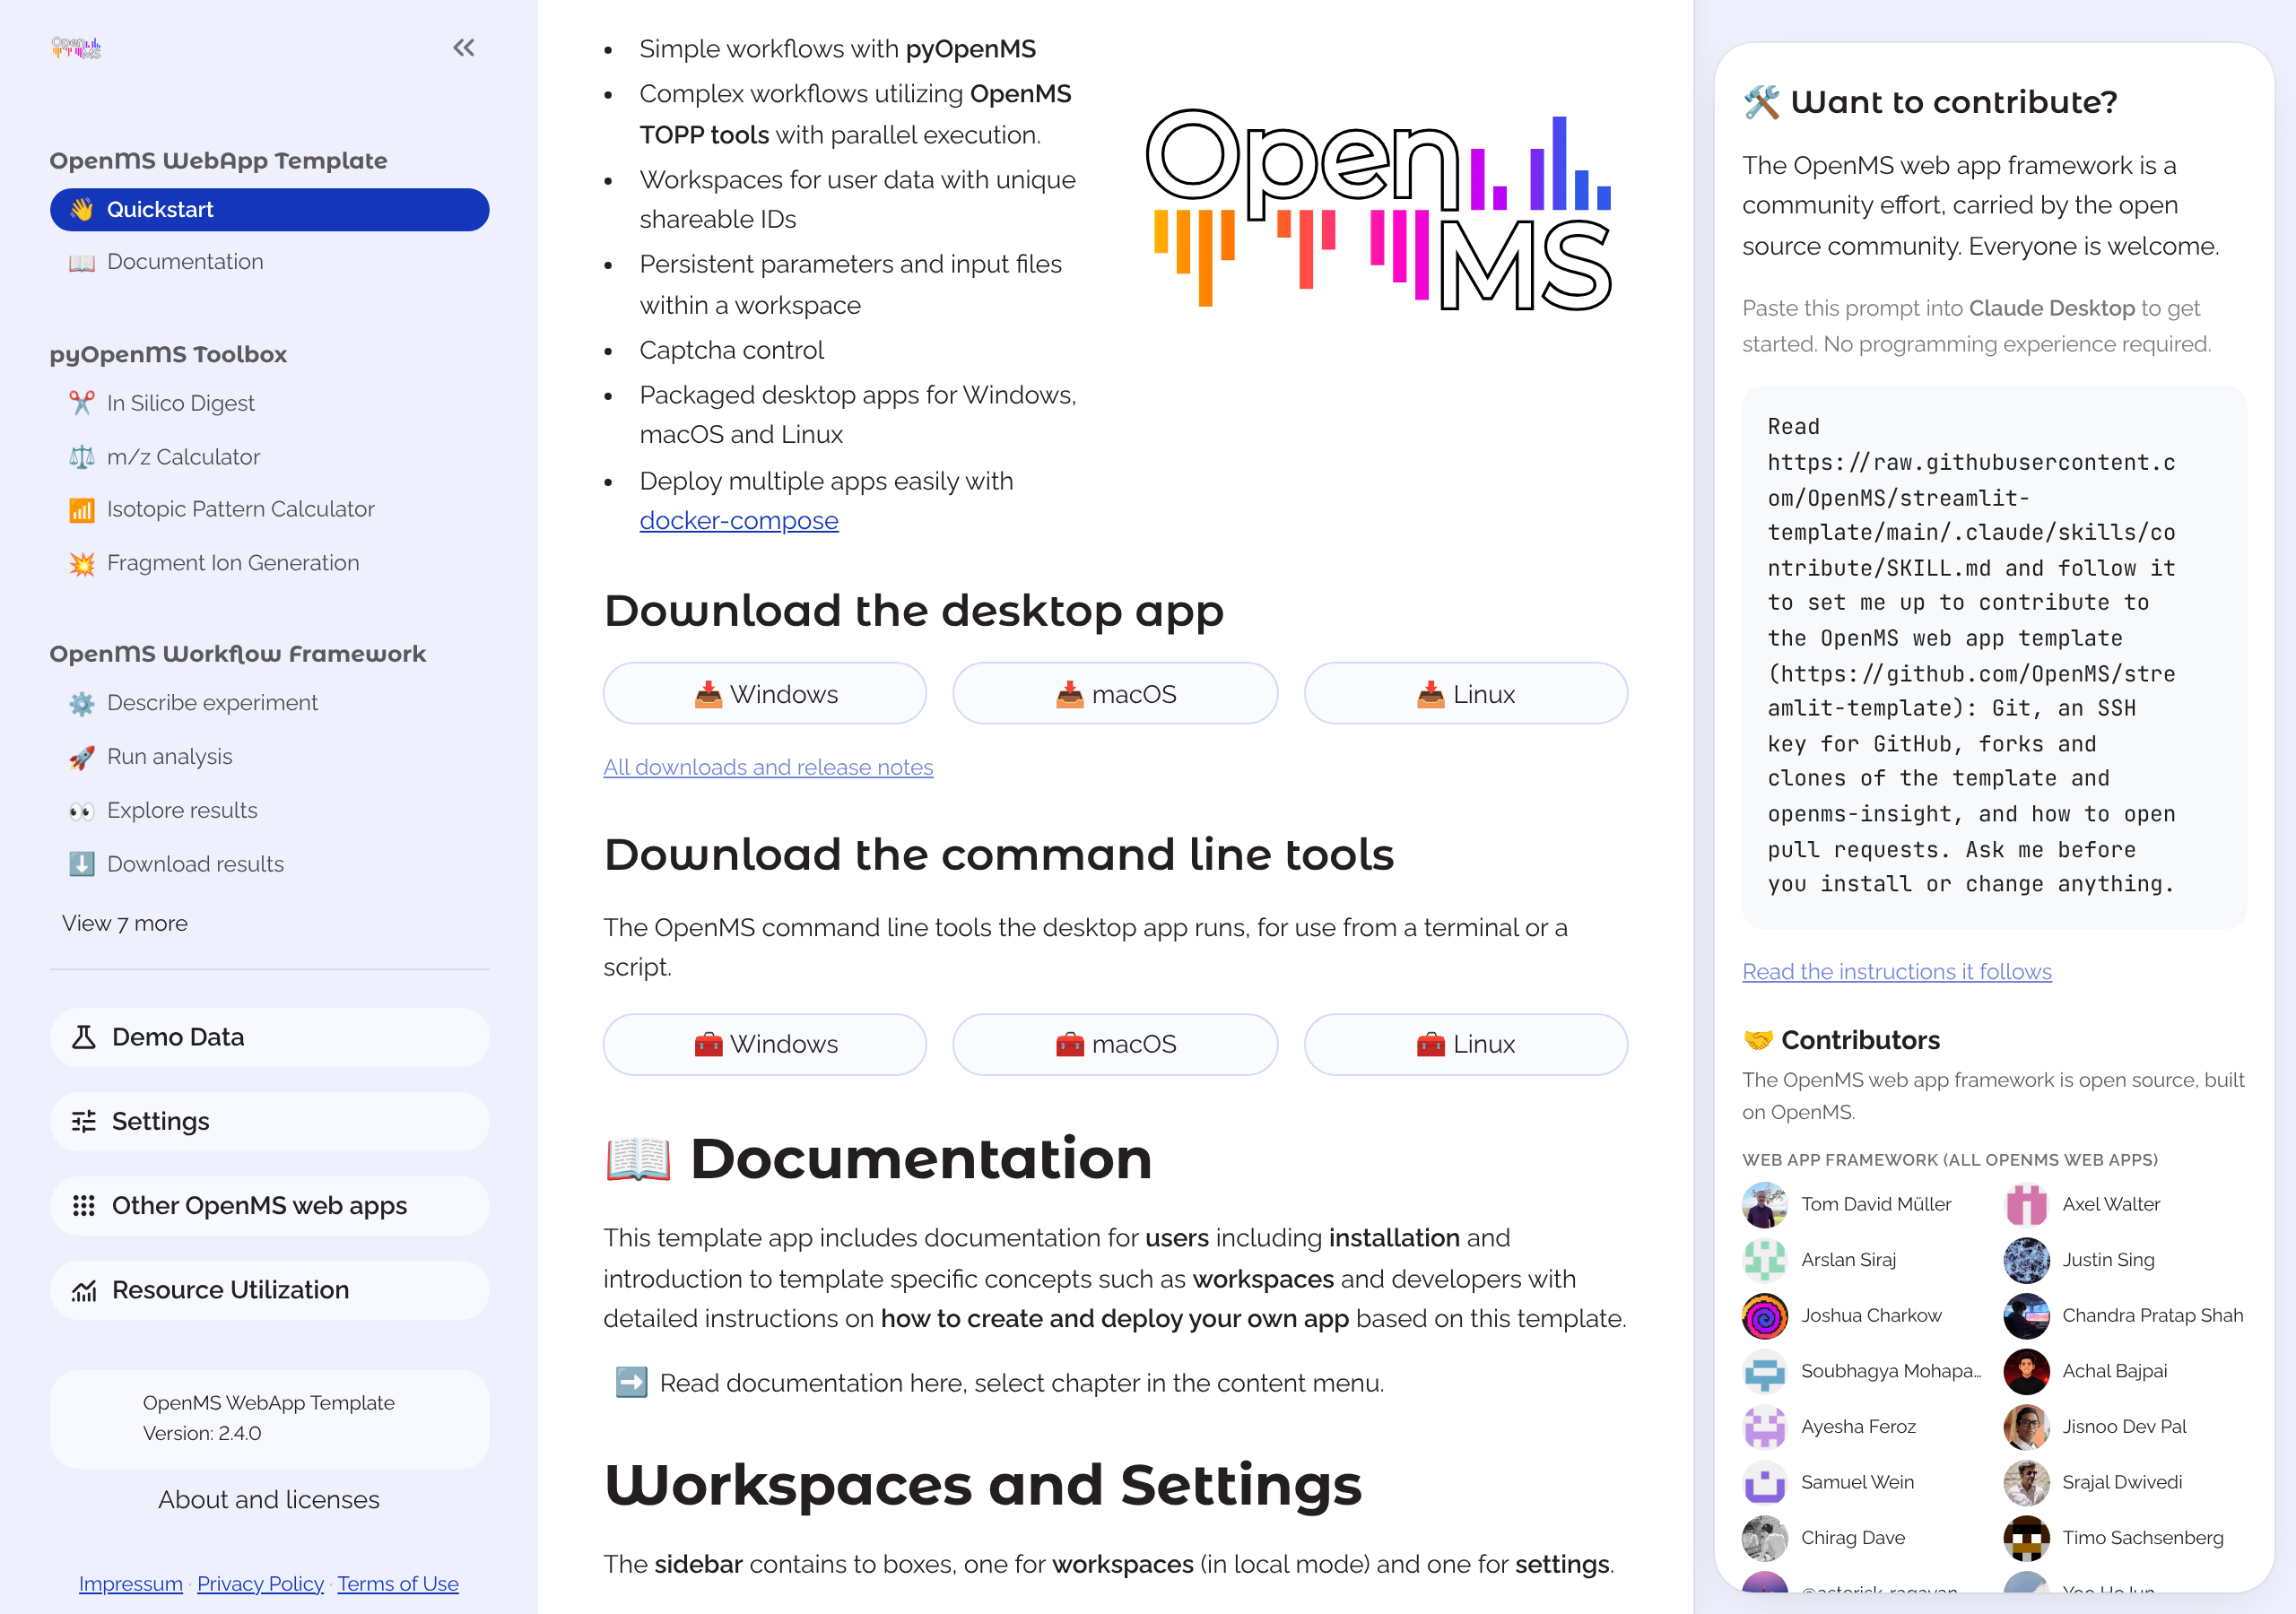 OpenMS
OpenMS WebApp Template
👋 Quickstart
📖 Documentation
pyOpenMS Toolbox
✂️ In Silico Digest
⚖️ m/z Calculator
📶 Isotopic Pattern Calculator
💥 Fragment Ion Generation
OpenMS Workflow Framework
⚙️ Describe experiment
🚀 Run analysis
👀 Explore results
⬇️ Download results
View 7 more
Demo Data
Settings
Other OpenMS web apps
Resource Utilization
OpenMS WebApp Template
Version: 2.4.0
About and licenses
Impressum · Privacy Policy · Terms of Use
• Simple workflows with pyOpenMS
• Complex workflows utilizing OpenMS
TOPP tools with parallel execution.
• Workspaces for user data with unique
shareable IDs
• Persistent parameters and input files
within a workspace
• Captcha control
• Packaged desktop apps for Windows,
macOS and Linux
• Deploy multiple apps easily with
docker-compose
Open
MS
Download the desktop app
📥 Windows
📥 macOS
📥 Linux
All downloads and release notes
Download the command line tools
The OpenMS command line tools the desktop app runs, for use from a terminal or a
script.
🧰 Windows
🧰 macOS
🧰 Linux
📖 Documentation
This template app includes documentation for users including installation and
introduction to template specific concepts such as workspaces and developers with
detailed instructions on how to create and deploy your own app based on this template.
➡️ Read documentation here, select chapter in the content menu.
Workspaces and Settings
The sidebar contains to boxes, one for workspaces (in local mode) and one for settings.
🛠️ Want to contribute?
The OpenMS web app framework is a
community effort, carried by the open
source community. Everyone is welcome.
Paste this prompt into Claude Desktop to get
started. No programming experience required.
Read
https://raw.githubusercontent.c
om/OpenMS/streamlit-
template/main/.claude/skills/co
ntribute/SKILL.md and follow it
to set me up to contribute to
the OpenMS web app template
(https://github.com/OpenMS/stre
amlit-template): Git, an SSH
key for GitHub, forks and
clones of the template and
openms-insight, and how to open
pull requests. Ask me before
you install or change anything.
Read the instructions it follows
🤝 Contributors
The OpenMS web app framework is open source, built
on OpenMS.
WEB APP FRAMEWORK (ALL OPENMS WEB APPS)
Tom David Müller
Axel Walter
Arslan Siraj
Justin Sing
Joshua Charkow
Chandra Pratap Shah
Soubhagya Mohapa…
Achal Bajpai
Ayesha Feroz
Jisnoo Dev Pal
Samuel Wein
Srajal Dwivedi
Chirag Dave
Timo Sachsenberg